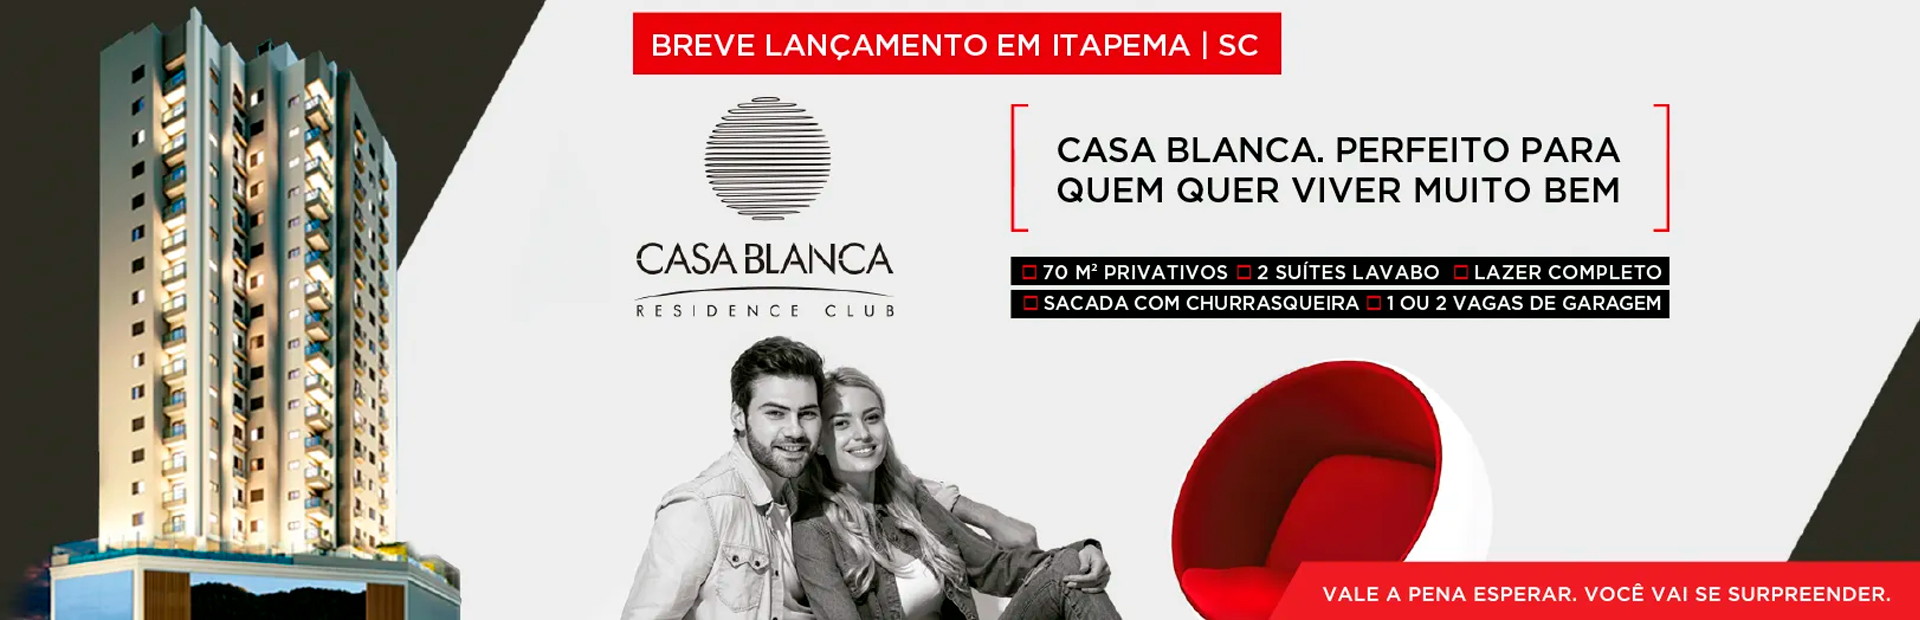 BREVE LANÇAMENTO EM ITAPEMA | SC
CASA BLANCA
RESIDENCE CLUB
CASA BLANCA. PERFEITO PARA
QUEM QUER VIVER MUITO BEM
70 M² PRIVATIVOS 2 SUÍTES LAVABO LAZER COMPLETO
SACADA COM CHURRASQUEIRA 1 OU 2 VAGAS DE GARAGEM
VALE A PENA ESPERAR. VOCÊ VAI SE SURPREENDER.